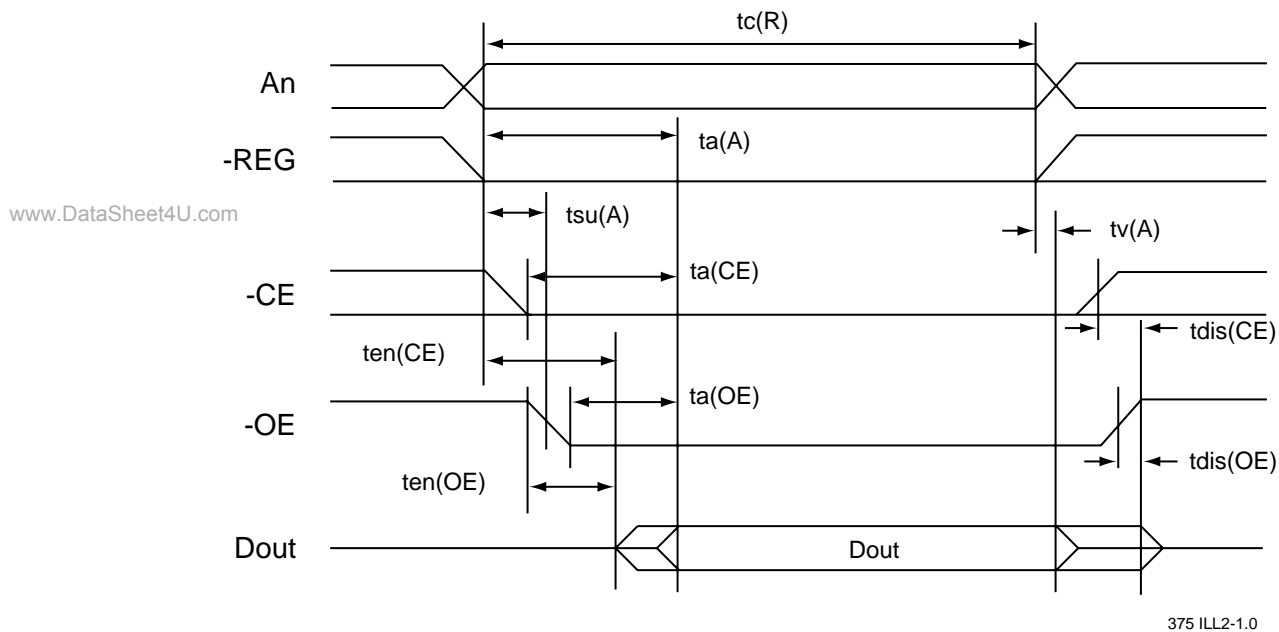 tc(R)
An
ta(A)
-REG
www.DataSheet4U.com
tsu(A)
tv(A)
ta(CE)
-CE
tdis(CE)
ten(CE)
ta(OE)
-OE
tdis(OE)
ten(OE)
Dout
Dout
375 ILL2-1.0